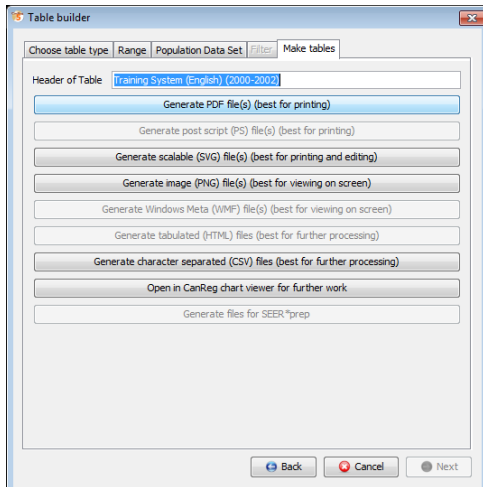 Table builder
Choose table type Range Population Data Set Filter Make tables
Header of Table Training System (English) (2000-2002)
Generate PDF file(s) (best for printing)
Generate post script (PS) file(s) (best for printing)
Generate scalable (SVG) file(s) (best for printing and editing)
Generate image (PNG) file(s) (best for viewing on screen)
Generate Windows Meta (WMF) file(s) (best for viewing on screen)
Generate tabulated (HTML) files (best for further processing)
Generate character separated (CSV) files (best for further processing)
Open in CanReg chart viewer for further work
Generate files for SEER*prep
Back Cancel Next